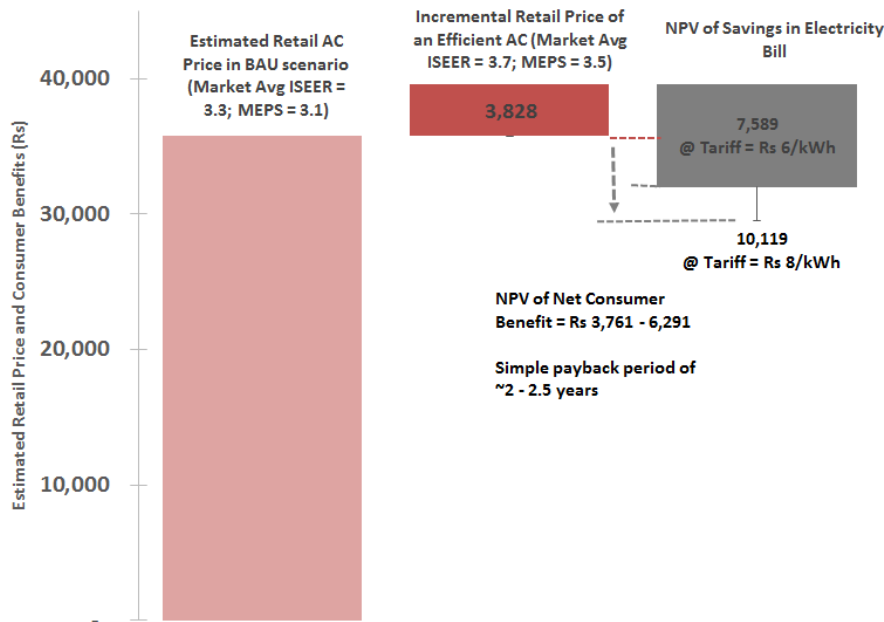 Estimated Retail AC
Price in BAU scenario
(Market Avg ISEER =
3.3; MEPS = 3.1)
Incremental Retail Price of
an Efficient AC (Market Avg
ISEER = 3.7; MEPS = 3.5)
NPV of Savings in Electricity
Bill
Estimated Retail Price and Consumer Benefits (Rs)
40,000
30,000
20,000
10,000
-
3,828
7,589
@ Tariff = Rs 6/kWh
10,119
@ Tariff = Rs 8/kWh
NPV of Net Consumer
Benefit = Rs 3,761 - 6,291
Simple payback period of
~2 - 2.5 years